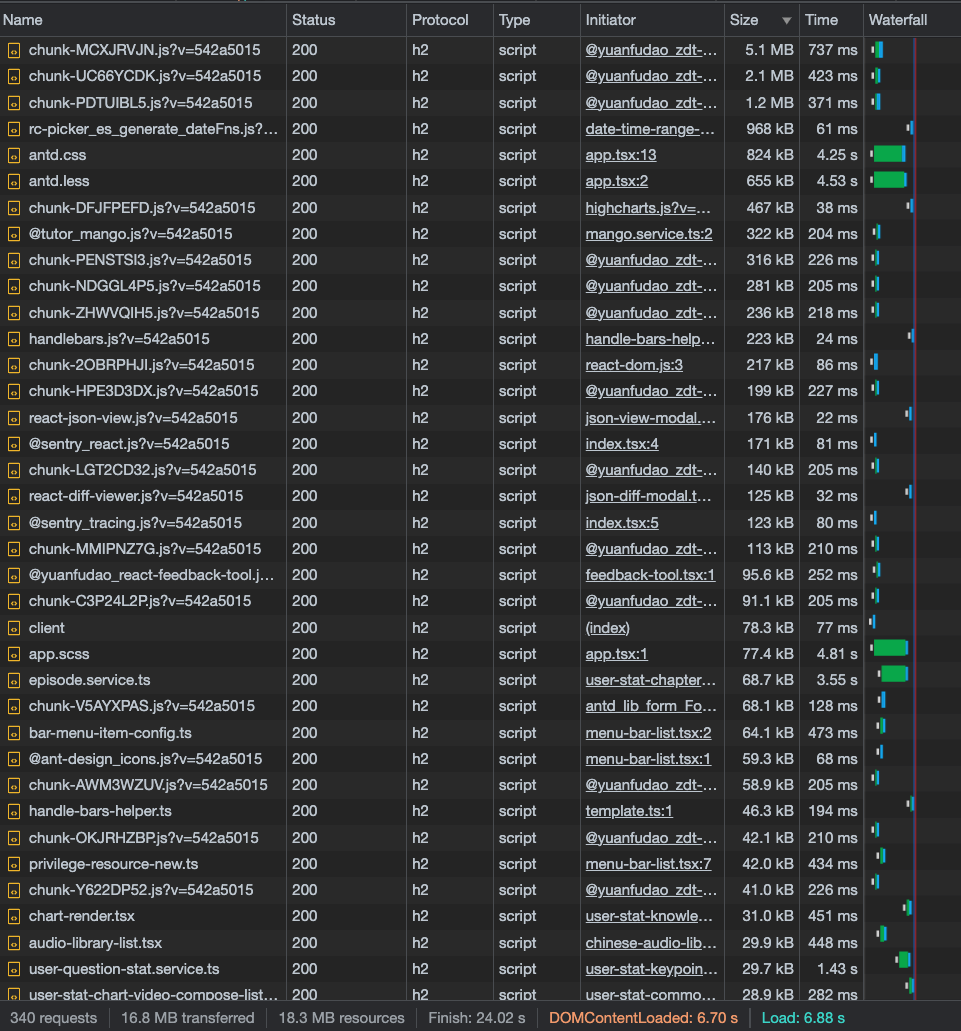 Name Status Protocol Type Initiator Size Time Waterfall
chunk-MCXJRVJN.js?v=542a5015 200 h2 script @yuanfudao_zdt-... 5.1 MB 737 ms
chunk-UC66YCDK.js?v=542a5015 200 h2 script @yuanfudao_zdt-... 2.1 MB 423 ms
chunk-PDTUIBL5.js?v=542a5015 200 h2 script @yuanfudao_zdt-... 1.2 MB 371 ms
rc-picker_es_generate_dateFns.js?... 200 h2 script date-time-range-... 968 kB 61 ms
antd.css 200 h2 script app.tsx:13 824 kB 4.25 s
antd.less 200 h2 script app.tsx:2 655 kB 4.53 s
chunk-DFJFPEFD.js?v=542a5015 200 h2 script highcharts.js?v=... 467 kB 38 ms
@tutor_mango.js?v=542a5015 200 h2 script mango.service.ts:2 322 kB 204 ms
chunk-PENSTSI3.js?v=542a5015 200 h2 script @yuanfudao_zdt-... 316 kB 226 ms
chunk-NDGGL4P5.js?v=542a5015 200 h2 script @yuanfudao_zdt-... 281 kB 205 ms
chunk-ZHWVQIH5.js?v=542a5015 200 h2 script @yuanfudao_zdt-... 236 kB 218 ms
handlebars.js?v=542a5015 200 h2 script handle-bars-help... 223 kB 24 ms
chunk-2OBRPHJI.js?v=542a5015 200 h2 script react-dom.js:3 217 kB 86 ms
chunk-HPE3D3DX.js?v=542a5015 200 h2 script @yuanfudao_zdt-... 199 kB 227 ms
react-json-view.js?v=542a5015 200 h2 script json-view-modal.... 176 kB 22 ms
@sentry_react.js?v=542a5015 200 h2 script index.tsx:4 171 kB 81 ms
chunk-LGT2CD32.js?v=542a5015 200 h2 script @yuanfudao_zdt-... 140 kB 205 ms
react-diff-viewer.js?v=542a5015 200 h2 script json-diff-modal.t... 125 kB 32 ms
@sentry_tracing.js?v=542a5015 200 h2 script index.tsx:5 123 kB 80 ms
chunk-MMIPNZ7G.js?v=542a5015 200 h2 script @yuanfudao_zdt-... 113 kB 210 ms
@yuanfudao_react-feedback-tool.j... 200 h2 script feedback-tool.tsx:1 95.6 kB 252 ms
chunk-C3P24L2P.js?v=542a5015 200 h2 script @yuanfudao_zdt-... 91.1 kB 205 ms
client 200 h2 script (index) 78.3 kB 77 ms
app.scss 200 h2 script app.tsx:1 77.4 kB 4.81 s
episode.service.ts 200 h2 script user-stat-chapter... 68.7 kB 3.55 s
chunk-V5AYXPAS.js?v=542a5015 200 h2 script antd_lib_form_Fo... 68.1 kB 128 ms
bar-menu-item-config.ts 200 h2 script menu-bar-list.tsx:2 64.1 kB 473 ms
@ant-design_icons.js?v=542a5015 200 h2 script menu-bar-list.tsx:1 59.3 kB 68 ms
chunk-AWM3WZUV.js?v=542a5015 200 h2 script @yuanfudao_zdt-... 58.9 kB 205 ms
handle-bars-helper.ts 200 h2 script template.ts:1 46.3 kB 194 ms
chunk-OKJRHZBP.js?v=542a5015 200 h2 script @yuanfudao_zdt-... 42.1 kB 210 ms
privilege-resource-new.ts 200 h2 script menu-bar-list.tsx:7 42.0 kB 434 ms
chunk-Y622DP52.js?v=542a5015 200 h2 script @yuanfudao_zdt-... 41.0 kB 226 ms
chart-render.tsx 200 h2 script user-stat-knowle... 31.0 kB 451 ms
audio-library-list.tsx 200 h2 script chinese-audio-lib... 29.9 kB 448 ms
user-question-stat.service.ts 200 h2 script user-stat-keypoin... 29.7 kB 1.43 s
user-stat-chart-video-compose-list... 200 h2 script user-stat-commo... 28.9 kB 282 ms
340 requests 16.8 MB transferred 18.3 MB resources Finish: 24.02 s DOMContentLoaded: 6.70 s Load: 6.88 s